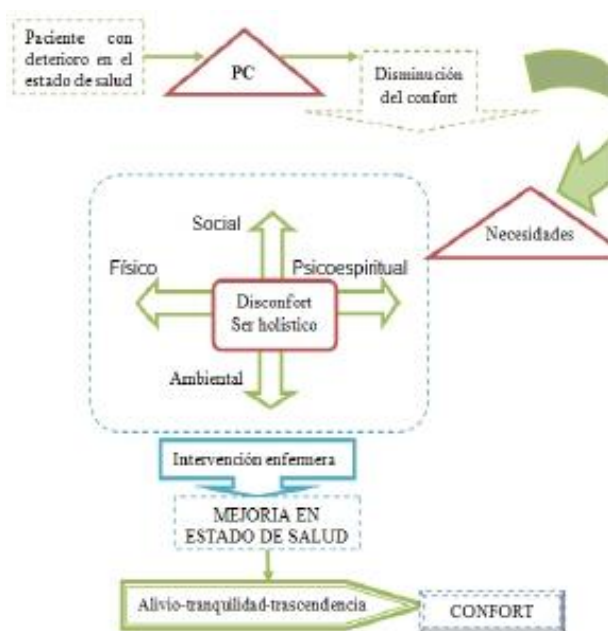 Paciente con
deterioro en el
estado de salud
PC
Disminución
del confort
Necesidades
Social
Físico
Psicoespiritual
Disconfort
Ser holístico
Ambiental
Intervención enfermera
MEJORIA EN
ESTADO DE SALUD
Alivio-tranquilidad-trascendencia
CONFORT